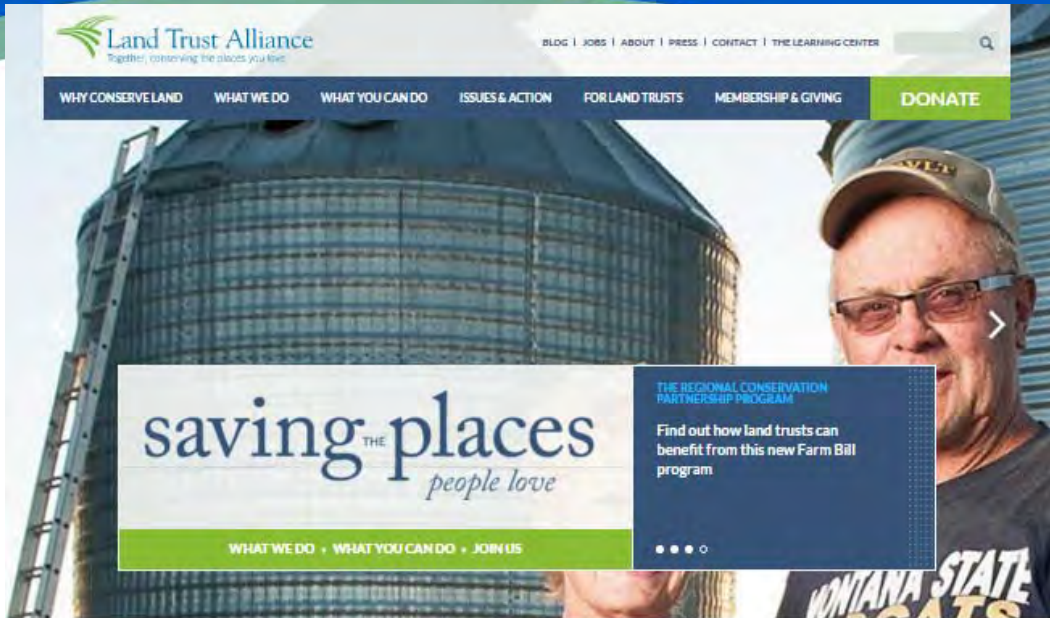 Land Trust Alliance
Together, conserving the places you love
BLOG | JOBS | ABOUT | PRESS | CONTACT | THE LEARNING CENTER
WHY CONSERVE LAND WHAT WE DO WHAT YOU CAN DO ISSUES & ACTION FOR LAND TRUSTS MEMBERSHIP & GIVING DONATE
VLT
saving THE places
people love
WHAT WE DO • WHAT YOU CAN DO • JOIN US
THE REGIONAL CONSERVATION
PARTNERSHIP PROGRAM
Find out how land trusts can
benefit from this new Farm Bill
program
MONTANA STATE